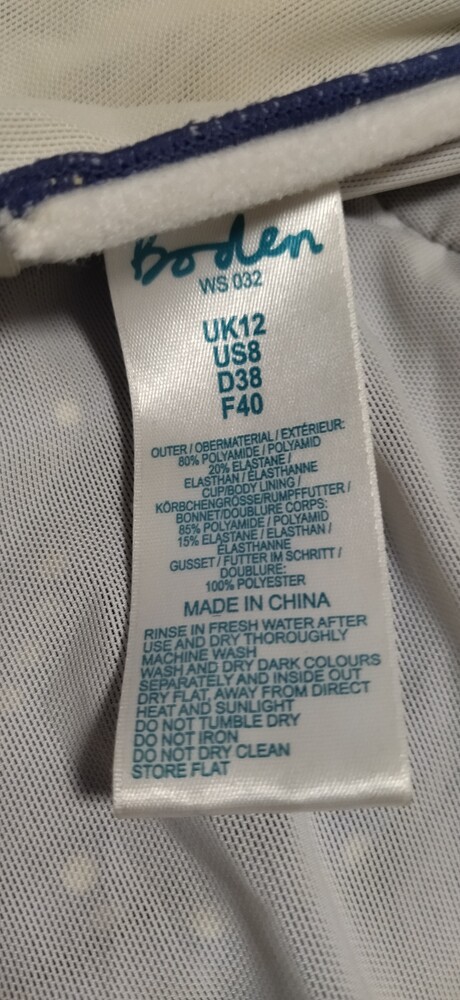 Boden
WS 032
UK12
US8
D38
F40
OUTER / OBERMATERIAL / EXTÉRIEUR:
80% POLYAMIDE / POLYAMID
20% ELASTANE /
ELASTHAN / ÉLASTHANNE
CUP/BODY LINING /
KÖRBCHENGRÖSSE/RUMPFFUTTER /
BONNET/DOUBLURE CORPS:
85% POLYAMIDE / POLYAMID
15% ELASTANE / ELASTHAN /
ÉLASTHANNE
GUSSET / FUTTER IM SCHRITT /
DOUBLURE:
100% POLYESTER
MADE IN CHINA
RINSE IN FRESH WATER AFTER
USE AND DRY THOROUGHLY
MACHINE WASH
WASH AND DRY DARK COLOURS
SEPARATELY AND INSIDE OUT
DRY FLAT, AWAY FROM DIRECT
HEAT AND SUNLIGHT
DO NOT TUMBLE DRY
DO NOT IRON
DO NOT DRY CLEAN
STORE FLAT